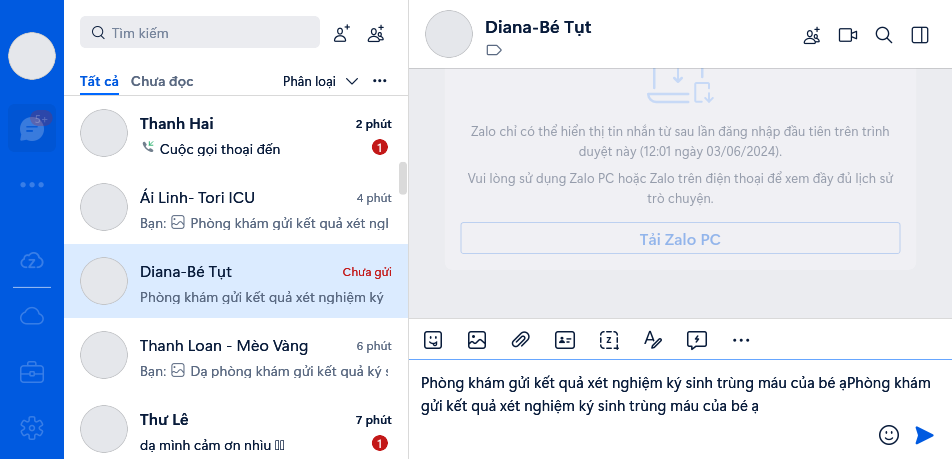 Tìm kiếm
Tất cả Chưa đọc Phân loại
5+
Thanh Hai 2 phút
Cuộc gọi thoại đến 1
Ái Linh- Tori ICU 4 phút
Bạn: Phòng khám gửi kết quả xét ngl
Diana-Bé Tụt Chưa gửi
Phòng khám gửi kết quả xét nghiệm ký
Thanh Loan - Mèo Vàng 6 phút
Bạn: Dạ phòng khám gửi kết quả ký s
Thư Lê 7 phút
dạ mình cảm ơn nhìu 1
Diana-Bé Tụt
Zalo chỉ có thể hiển thị tin nhắn từ sau lần đăng nhập đầu tiên trên trình
duyệt này (12:01 ngày 03/06/2024).
Vui lòng sử dụng Zalo PC hoặc Zalo trên điện thoại để xem đầy đủ lịch sử
trò chuyện.
Tải Zalo PC
Phòng khám gửi kết quả xét nghiệm ký sinh trùng máu của bé ạPhòng khám
gửi kết quả xét nghiệm ký sinh trùng máu của bé ạ